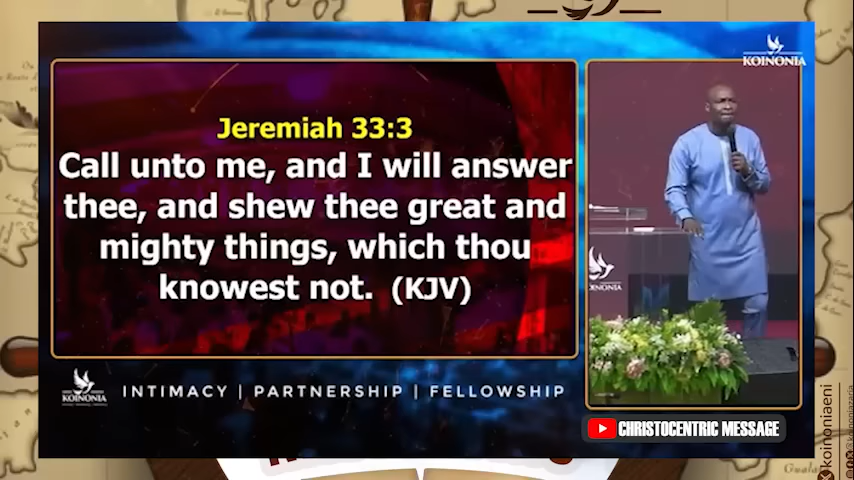 KOINONIA
Jeremiah 33:3
Call unto me, and I will answer
thee, and shew thee great and
mighty things, which thou
knowest not. (KJV)
KOINONIA
INTIMACY | PARTNERSHIP | FELLOWSHIP
CHRISTOCENTRIC MESSAGE
koinoniaeni